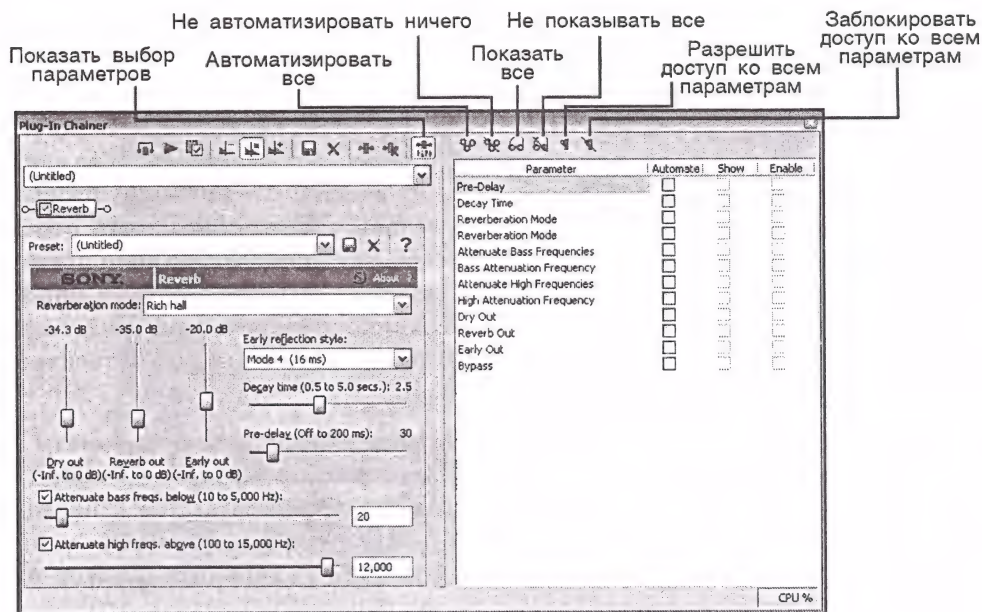 Не автоматизировать ничего
Не показывать все
Заблокировать
доступ ко всем
параметрам
Показать выбор
параметров
Автоматизировать
все
Показать
все
Разрешить
доступ ко всем
параметрам
Plug-In Chainer
(Untitled)
Reverb
Preset: (Untitled)
?
SONY Reverb About
Reverberation mode: Rich hall
-34.3 dB -35.0 dB -20.0 dB
Early reflection style:
Mode 4 (16 ms)
Decay time (0.5 to 5.0 secs.): 2.5
Pre-delay (Off to 200 ms): 30
Dry out Reverb out Early out
(-Inf. to 0 dB)(-Inf. to 0 dB)(-Inf. to 0 dB)
Attenuate bass freqs. below (10 to 5,000 Hz):
20
Attenuate high freqs. above (100 to 15,000 Hz):
12,000
Parameter Automate Show Enable
Pre-Delay
Decay Time
Reverberation Mode
Reverberation Mode
Attenuate Bass Frequencies
Bass Attenuation Frequency
Attenuate High Frequencies
High Attenuation Frequency
Dry Out
Reverb Out
Early Out
Bypass
CPU %